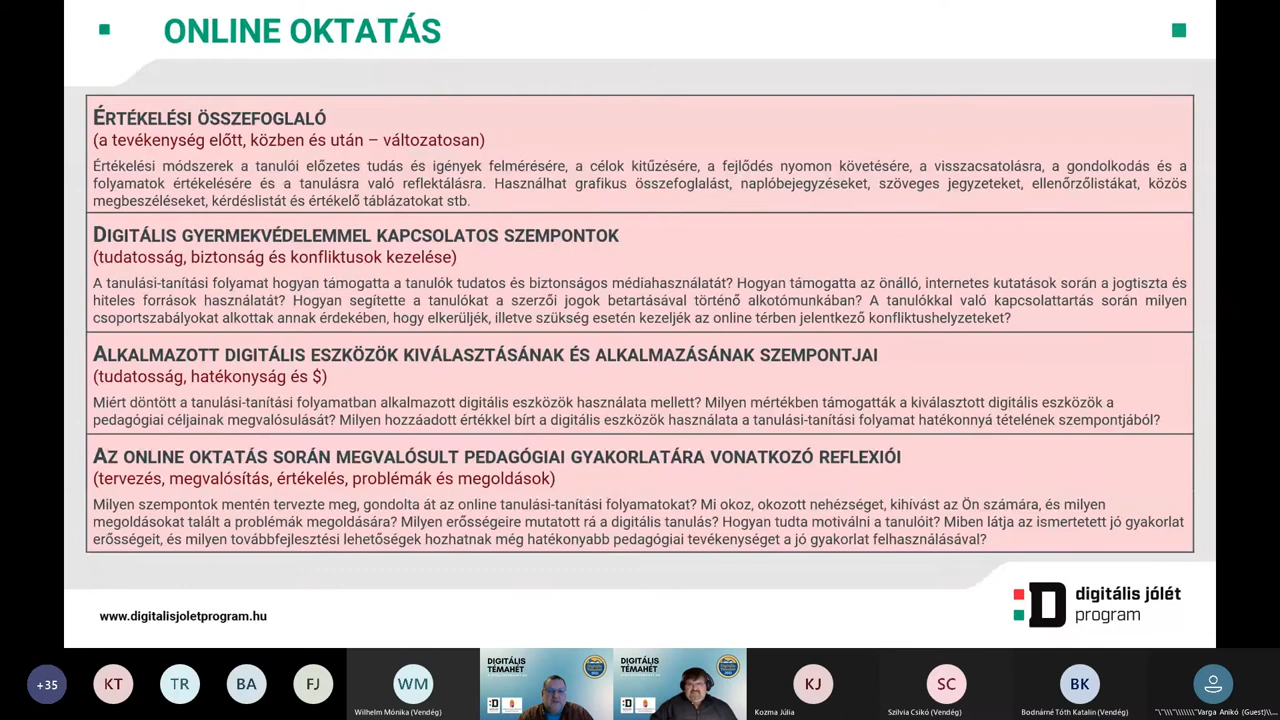 ONLINE OKTATÁS
ÉRTÉKELÉSI ÖSSZEFOGLALÓ
(a tevékenység előtt, közben és után – változatosan)
Értékelési módszerek a tanulói előzetes tudás és igények felmérésére, a célok kitűzésére, a fejlődés nyomon követésére, a visszacsatolásra, a gondolkodás és a
folyamatok értékelésére és a tanulásra való reflektálásra. Használhat grafikus összefoglalást, naplóbejegyzéseket, szöveges jegyzeteket, ellenőrzőlistákat, közös
megbeszéléseket, kérdéslistát és értékelő táblázatokat stb.
DIGITÁLIS GYERMEKVÉDELEMMEL KAPCSOLATOS SZEMPONTOK
(tudatosság, biztonság és konfliktusok kezelése)
A tanulási-tanítási folyamat hogyan támogatta a tanulók tudatos és biztonságos médiahasználatát? Hogyan támogatta az önálló, internetes kutatások során a jogtiszta és
hiteles források használatát? Hogyan segítette a tanulókat a szerzői jogok betartásával történő alkotómunkában? A tanulókkal való kapcsolattartás során milyen
csoportszabályokat alkottak annak érdekében, hogy elkerüljék, illetve szükség esetén kezeljék az online térben jelentkező konfliktushelyzeteket?
ALKALMAZOTT DIGITÁLIS ESZKÖZÖK KIVÁLASZTÁSÁNAK ÉS ALKALMAZÁSÁNAK SZEMPONTJAI
(tudatosság, hatékonyság és $)
Miért döntött a tanulási-tanítási folyamatban alkalmazott digitális eszközök használata mellett? Milyen mértékben támogatták a kiválasztott digitális eszközök a
pedagógiai céljainak megvalósulását? Milyen hozzáadott értékkel bírt a digitális eszközök használata a tanulási-tanítási folyamat hatékonnyá tételének szempontjából?
AZ ONLINE OKTATÁS SORÁN MEGVALÓSULT PEDAGÓGIAI GYAKORLATÁRA VONATKOZÓ REFLEXIÓI
(tervezés, megvalósítás, értékelés, problémák és megoldások)
Milyen szempontok mentén tervezte meg, gondolta át az online tanulási-tanítási folyamatokat? Mi okoz, okozott nehézséget, kihívást az Ön számára, és milyen
megoldásokat talált a problémák megoldására? Milyen erősségeire mutatott rá a digitális tanulás? Hogyan tudta motiválni a tanulóit? Miben látja az ismertetett jó gyakorlat
erősségeit, és milyen továbbfejlesztési lehetőségek hozhatnak még hatékonyabb pedagógiai tevékenységet a jó gyakorlat felhasználásával?
www.digitalisjoletprogram.hu
digitális jólét
program
+35
KT
TR
BA
FJ
WM
Wilhelm Mónika (Vendég)
DIGITÁLIS
TÉMAHÉT
DIGITÁLIS
TÉMAHÉT
KJ
Kozma Júlia
SC
Szilvia Csikó (Vendég)
BK
Bodnárné Tóth Katalin (Vendég)
"\"\\"\\\\\\\"Varga Anikó (Guest)\\...